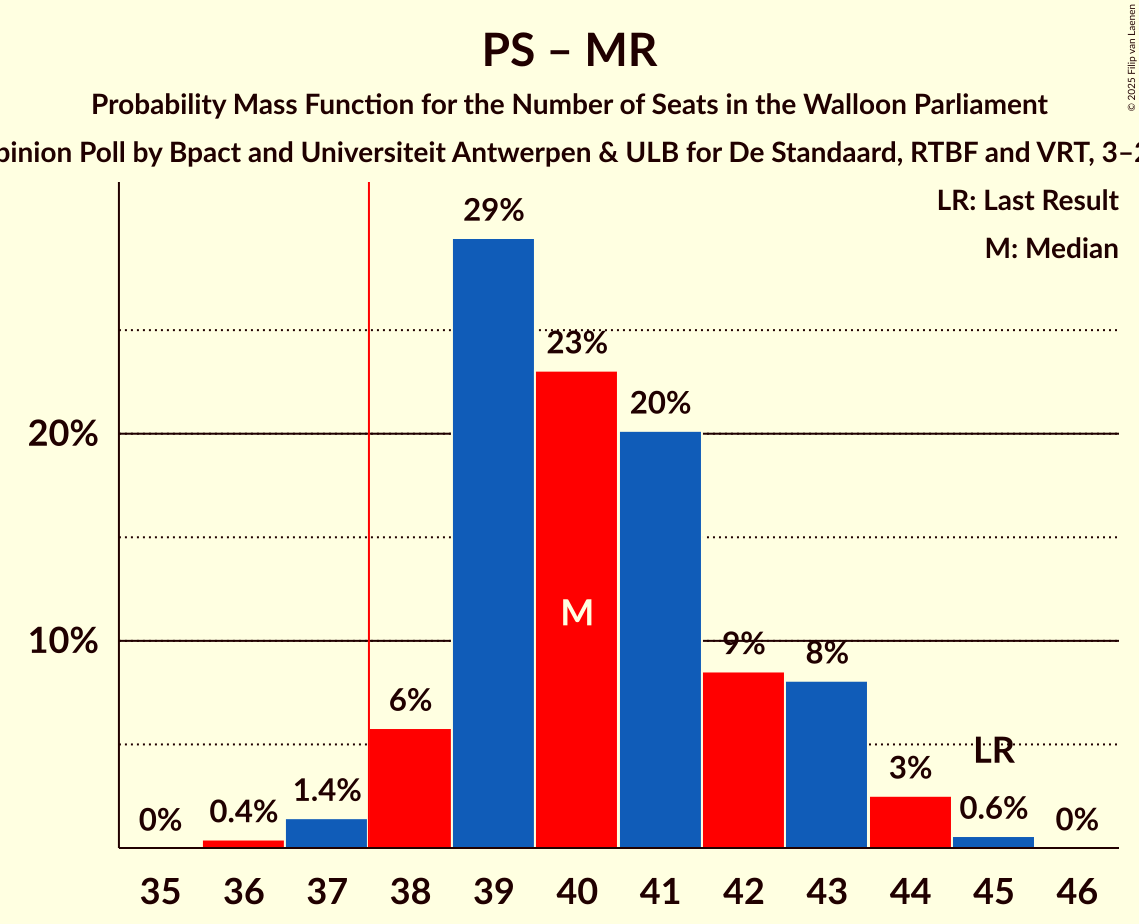 PS – MR
Probability Mass Function for the Number of Seats in the Walloon Parliament
pinion Poll by Bpact and Universiteit Antwerpen & ULB for De Standaard, RTBF and VRT, 3–2
© 2025 Filip van Laenen
LR: Last Result
M: Median
29%
23%
20%
20%
M
10%
9%
8%
6%
LR
3%
1.4%
0.4%
0.6%
0%
0%
35 36 37 38 39 40 41 42 43 44 45 46